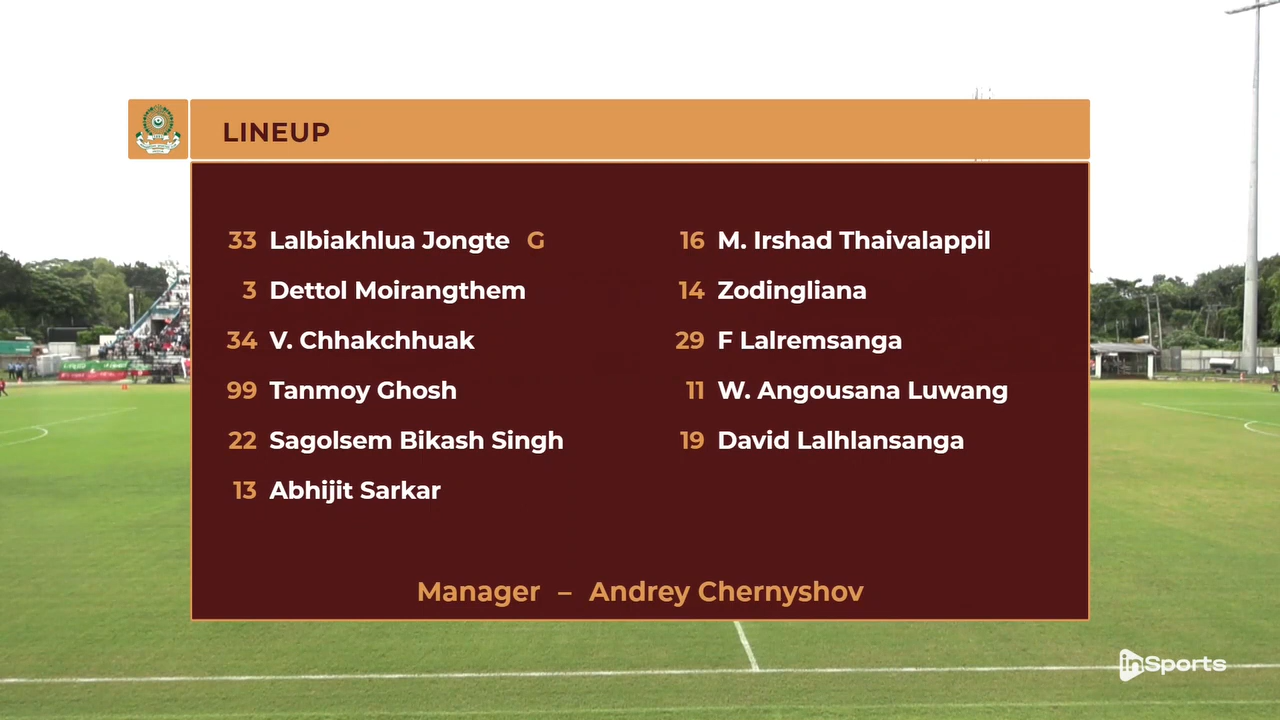 LINEUP
33 Lalbiakhlua Jongte G
3 Dettol Moirangthem
34 V. Chhakchhuak
99 Tanmoy Ghosh
22 Sagolsem Bikash Singh
13 Abhijit Sarkar
16 M. Irshad Thaivalappil
14 Zodingliana
29 F Lalremsanga
11 W. Angousana Luwang
19 David Lalhlansanga
Manager – Andrey Chernyshov
inSports